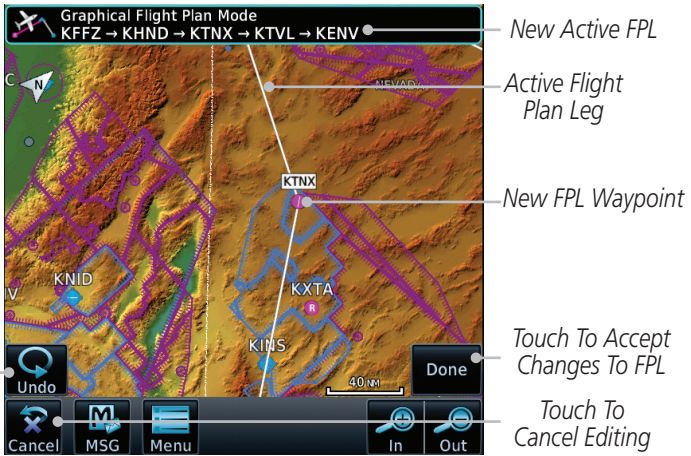 Graphical Flight Plan Mode
KFFZ → KHND → KTNX → KTVL → KENV
New Active FPL
C
N
NEVADA
Active Flight
Plan Leg
KTNX
New FPL Waypoint
KNID
IV
KXTA
R
KINS
Undo
40 NM
Done
Touch To Accept
Changes To FPL
Cancel
MSG
Menu
In
Out
Touch To
Cancel Editing